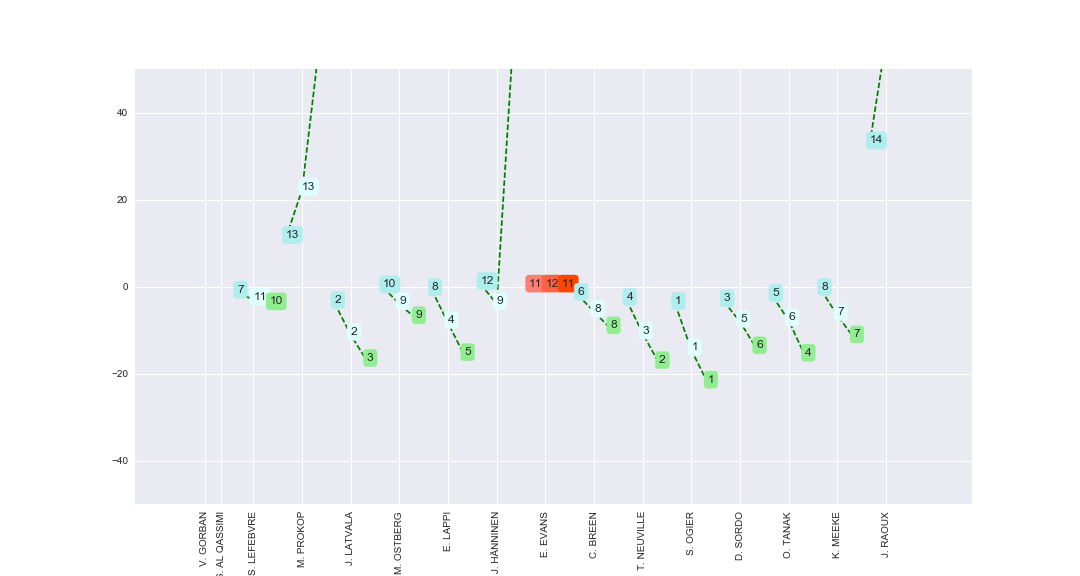 40
20
0
−20
−40
14
13
13
7
11
10
2
2
3
10
9
9
8
4
5
12
9
11
12
11
6
8
8
4
3
2
1
1
1
3
5
6
5
6
4
8
7
7
V. GORBAN
S. AL QASSIMI
S. LEFEBVRE
M. PROKOP
J. LATVALA
M. OSTBERG
E. LAPPI
J. HANNINEN
E. EVANS
C. BREEN
T. NEUVILLE
S. OGIER
D. SORDO
O. TANAK
K. MEEKE
J. RAOUX